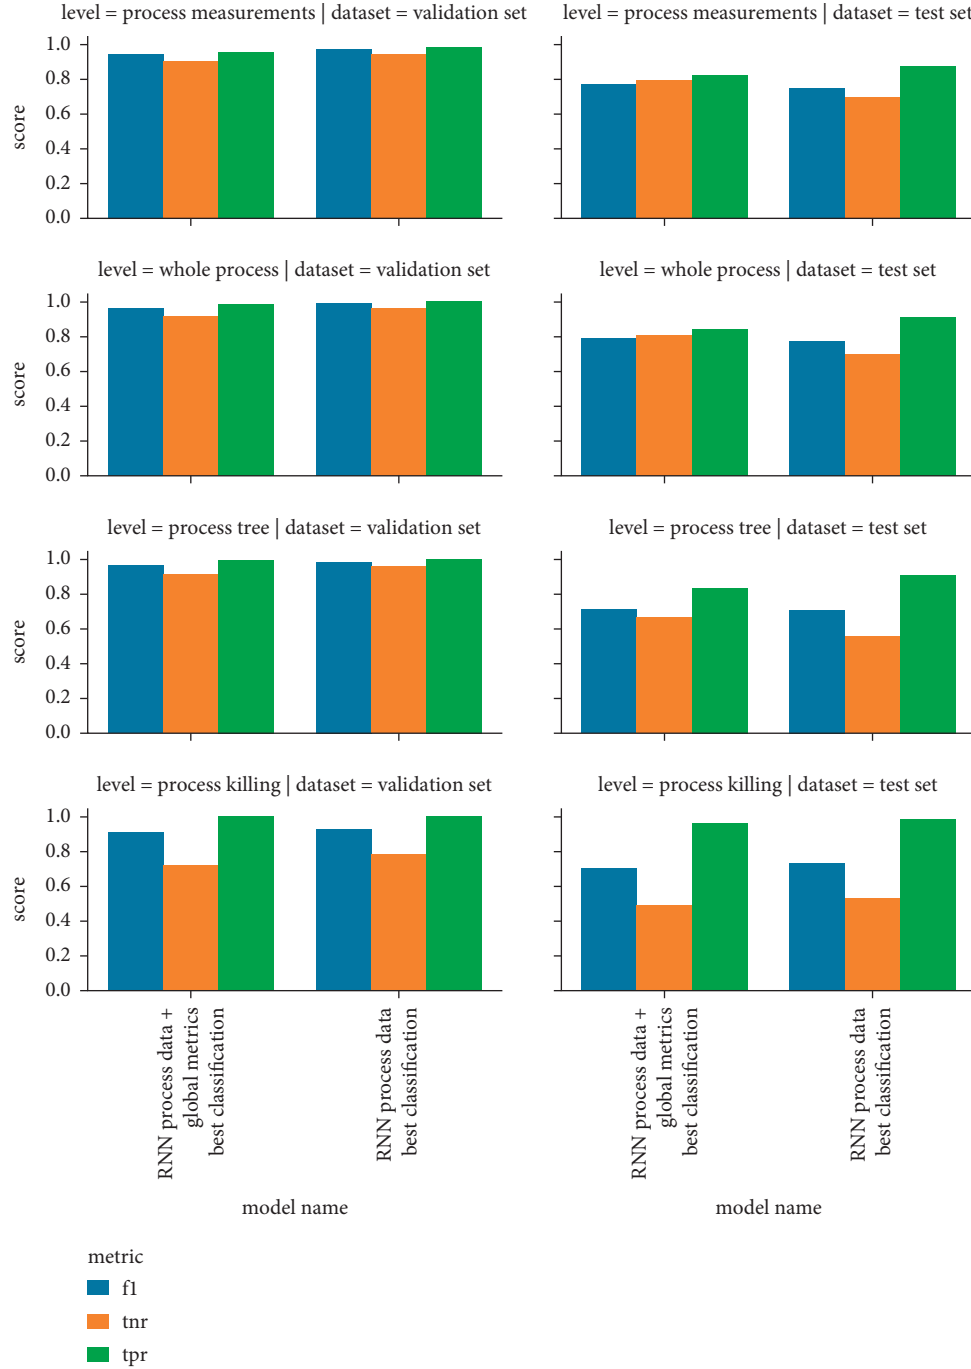 level = process measurements | dataset = validation set
level = process measurements | dataset = test set
score
1.0
0.8
0.6
0.4
0.2
0.0
level = whole process | dataset = validation set
level = whole process | dataset = test set
score
1.0
0.8
0.6
0.4
0.2
0.0
level = process tree | dataset = validation set
level = process tree | dataset = test set
score
1.0
0.8
0.6
0.4
0.2
0.0
level = process killing | dataset = validation set
level = process killing | dataset = test set
score
1.0
0.8
0.6
0.4
0.2
0.0
RNN process data +
global metrics
best classification
RNN process data
best classification
RNN process data +
global metrics
best classification
RNN process data
best classification
model name
model name
metric
f1
tnr
tpr